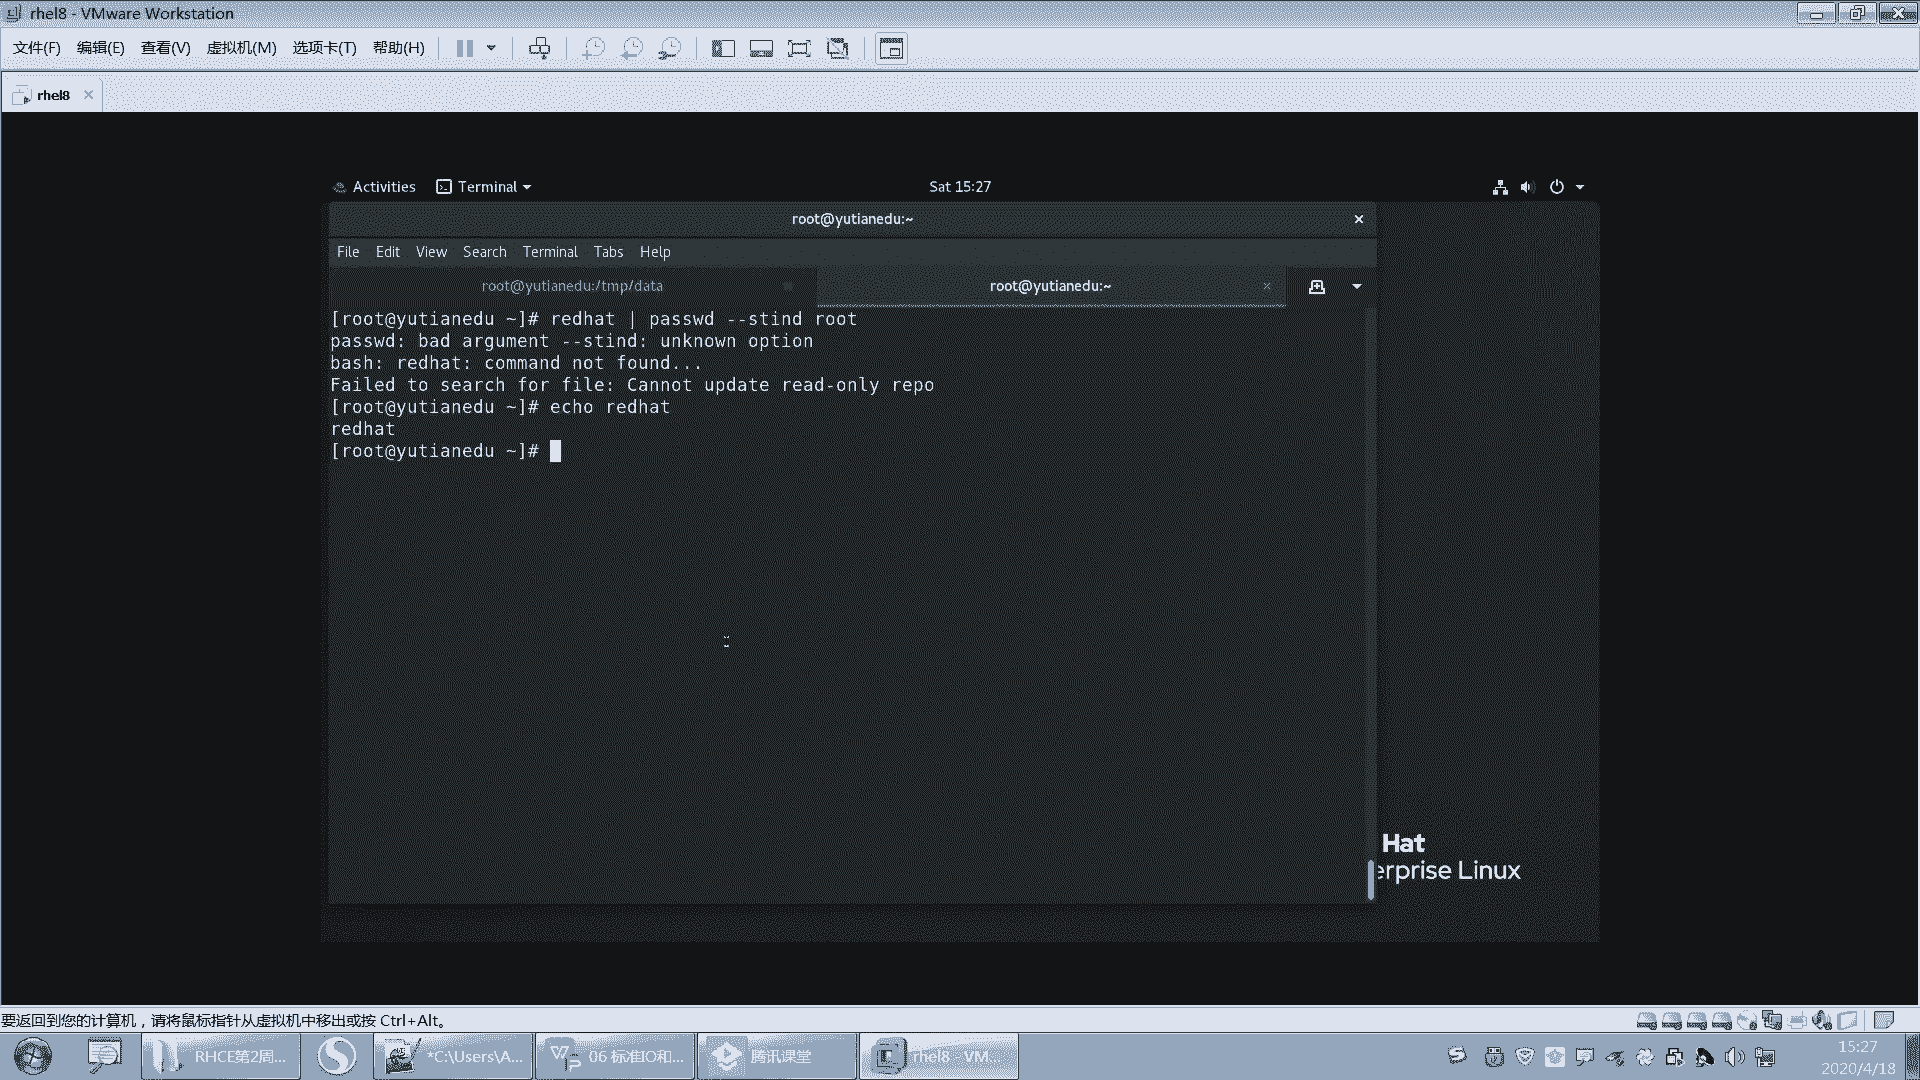 rhel8 - VMware Workstation
文件(F) 编辑(E) 查看(V) 虚拟机(M) 选项卡(T) 帮助(H)
rhel8
Activities Terminal Sat 15:27
root@yutianedu:~
File Edit View Search Terminal Tabs Help
root@yutianedu:/tmp/data root@yutianedu:~
[root@yutianedu ~]# redhat | passwd --stind root
passwd: bad argument --stind: unknown option
bash: redhat: command not found...
Failed to search for file: Cannot update read-only repo
[root@yutianedu ~]# echo redhat
redhat
[root@yutianedu ~]#
Hat
erprise Linux
要返回到您的计算机，请将鼠标指针从虚拟机中移出或按 Ctrl+Alt。
RHCE第2周... *C:\Users\A... 06 标准IO和... 腾讯课堂 rhel8 - VM... 15:27
2020/4/18